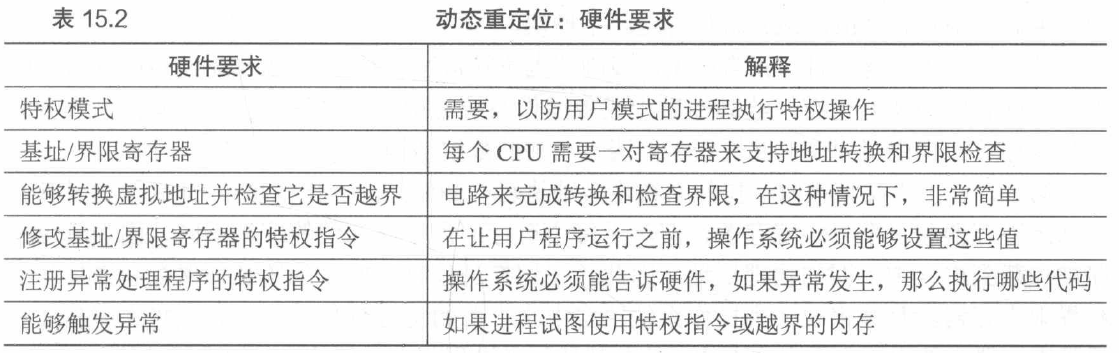 表 15.2 动态重定位：硬件要求
硬件要求 解释
特权模式 需要，以防用户模式的进程执行特权操作
基址/界限寄存器 每个 CPU 需要一对寄存器来支持地址转换和界限检查
能够转换虚拟地址并检查它是否越界 电路来完成转换和检查界限，在这种情况下，非常简单
修改基址/界限寄存器的特权指令 在让用户程序运行之前，操作系统必须能够设置这些值
注册异常处理程序的特权指令 操作系统必须能告诉硬件，如果异常发生，那么执行哪些代码
能够触发异常 如果进程试图使用特权指令或越界的内存